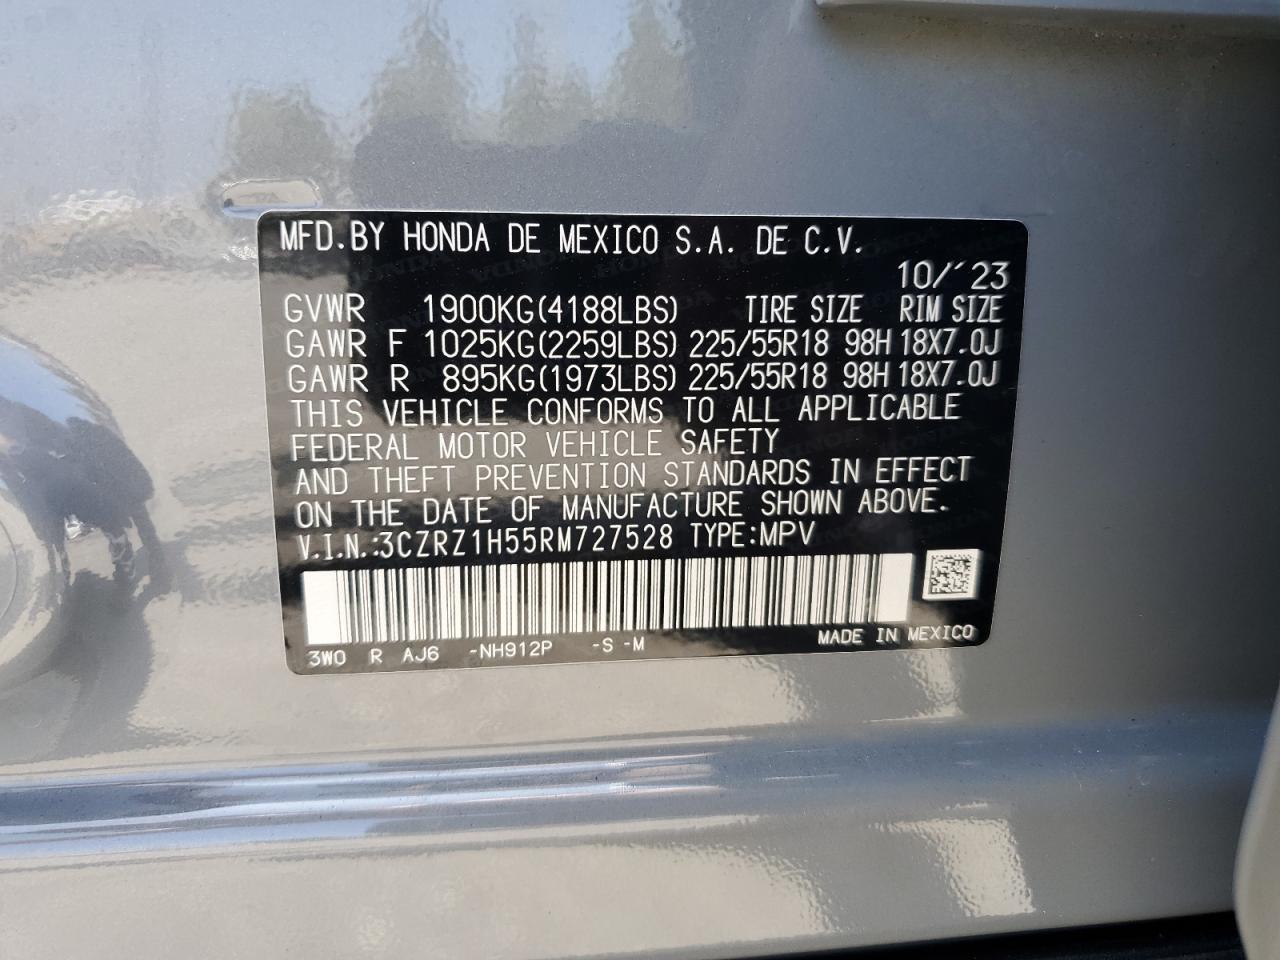 MFD.BY HONDA DE MEXICO S.A. DE C.V.
10/´23
GVWR 1900KG(4188LBS) TIRE SIZE RIM SIZE
GAWR F 1025KG(2259LBS) 225/55R18 98H 18X7.0J
GAWR R 895KG(1973LBS) 225/55R18 98H 18X7.0J
THIS VEHICLE CONFORMS TO ALL APPLICABLE
FEDERAL MOTOR VEHICLE SAFETY
AND THEFT PREVENTION STANDARDS IN EFFECT
ON THE DATE OF MANUFACTURE SHOWN ABOVE.
V.I.N.:3CZRZ1H55RM727528 TYPE:MPV
3W0 R AJ6 -NH912P -S -M MADE IN MEXICO